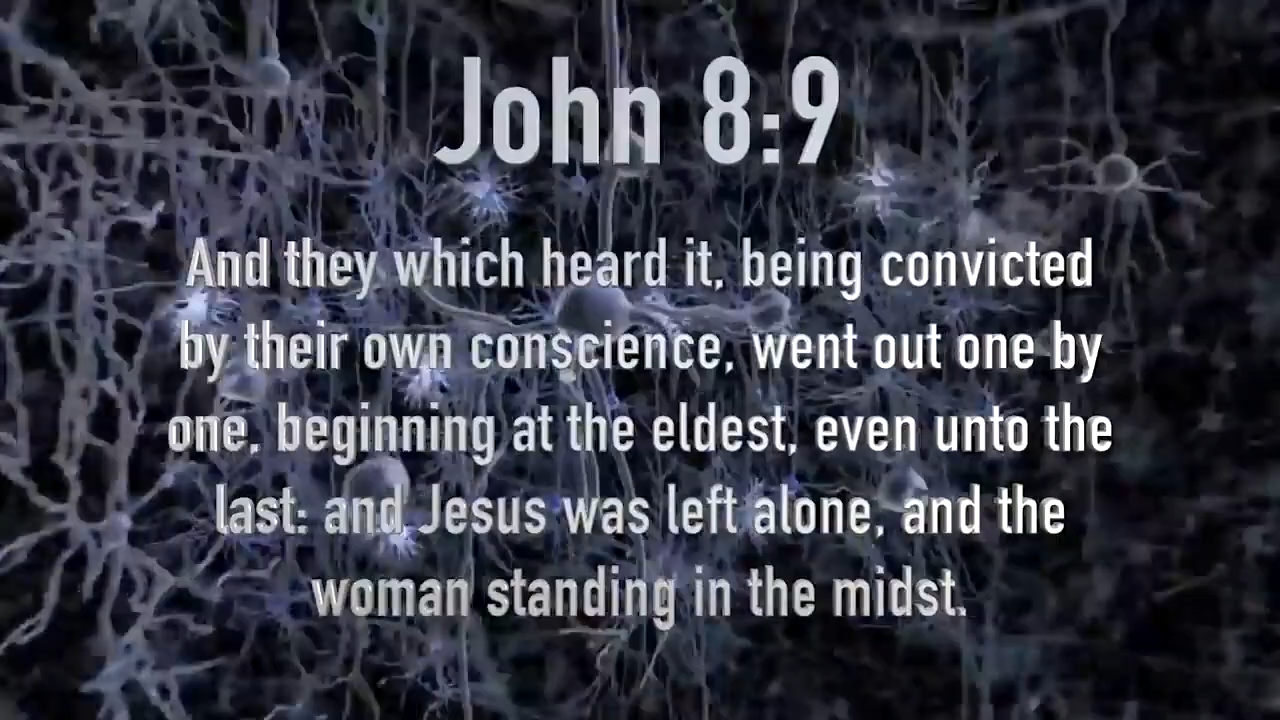 John 8:9
And they which heard it, being convicted
by their own conscience, went out one by
one, beginning at the eldest, even unto the
last: and Jesus was left alone, and the
woman standing in the midst.